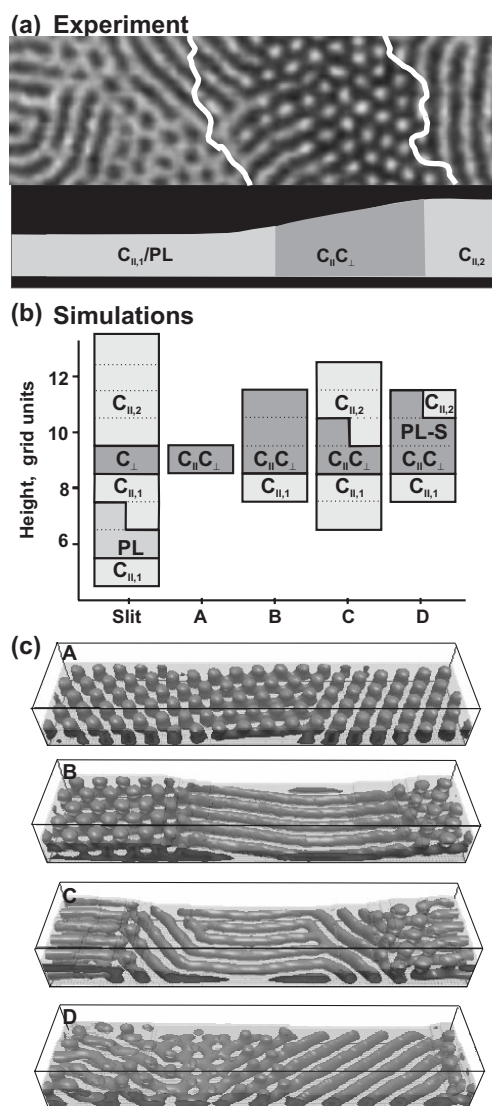 (a) Experiment
C||,1/PL
C||C⊥
C||,2
(b) Simulations
Height, grid units
12
10
8
6
C||,2
C⊥
C||,1
PL
C||,1
C||C⊥
C||C⊥
C||,1
C||,2
C||C⊥
C||,1
C||,2
PL-S
C||C⊥
C||,1
Slit A B C D
(c)
A
B
C
D